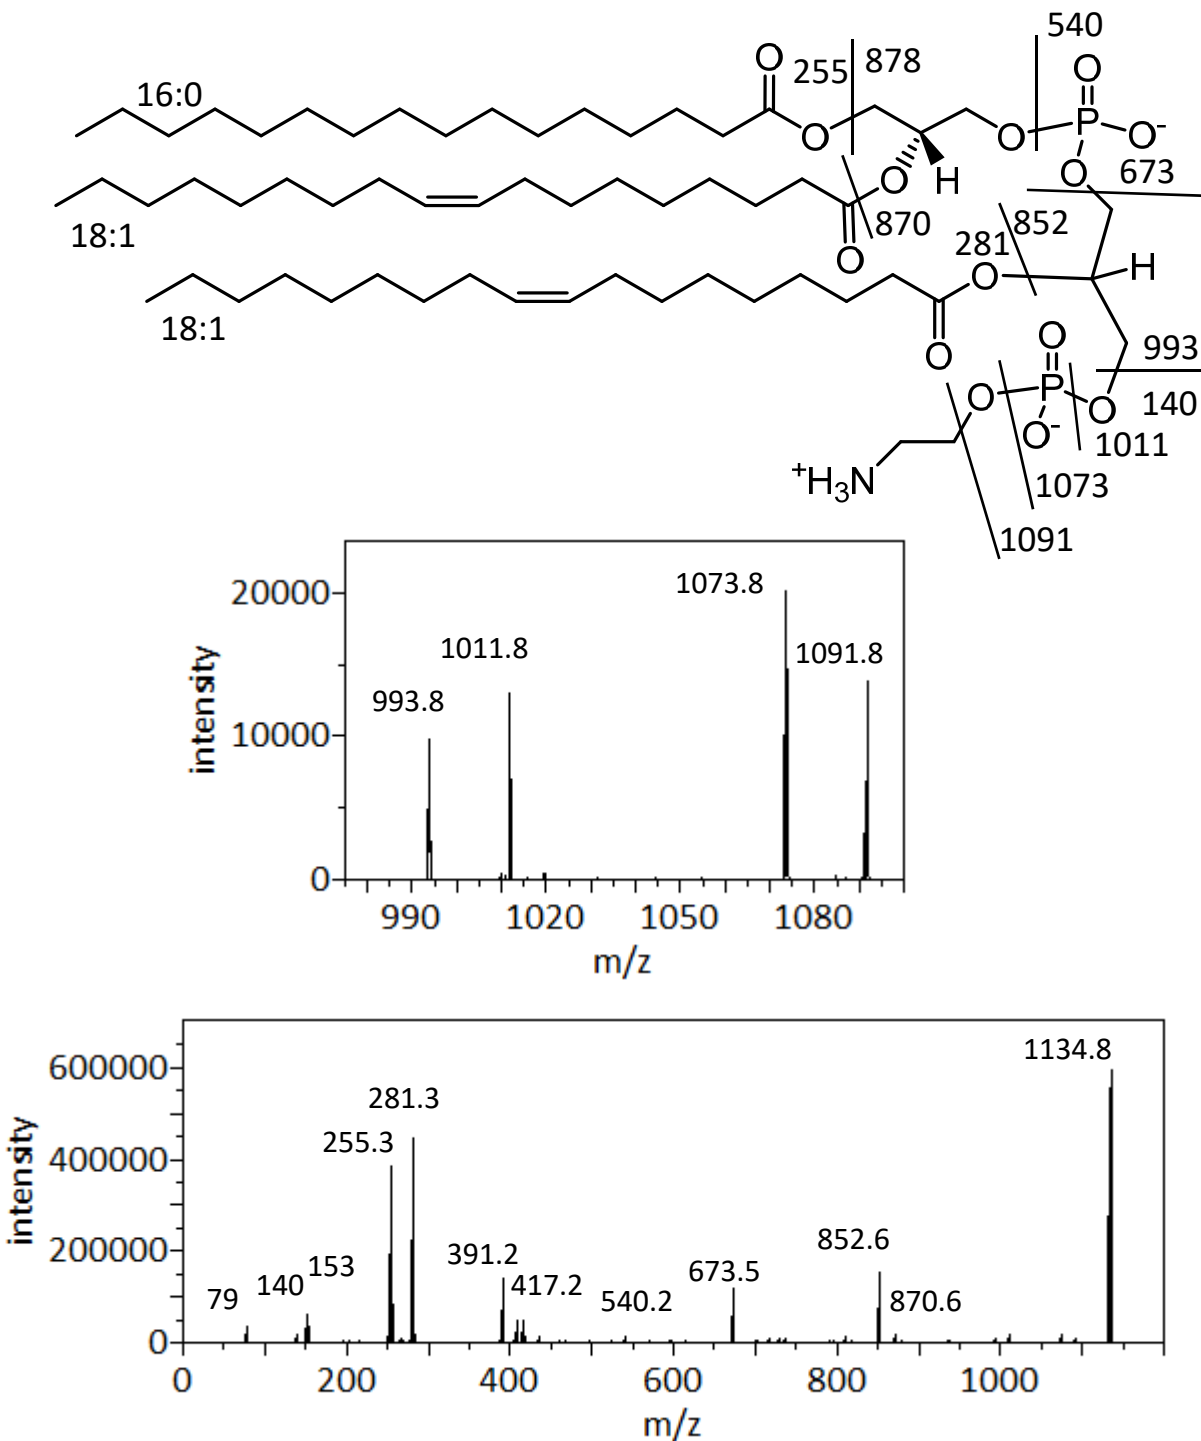 540
O
16:0
255
878
O
P
O-
O
O
O
H
O
673
18:1
870
O
281
852
O
H
18:1
O
O
993
P
O
O
140
O-
1011
+H3N
1073
1091
20000
1073.8
1011.8
1091.8
993.8
intensity
10000
0
990 1020 1050 1080
m/z
1134.8
600000
281.3
255.3
intensity
400000
200000
391.2
852.6
153
417.2
673.5
140
79
540.2
870.6
0
0 200 400 600 800 1000
m/z